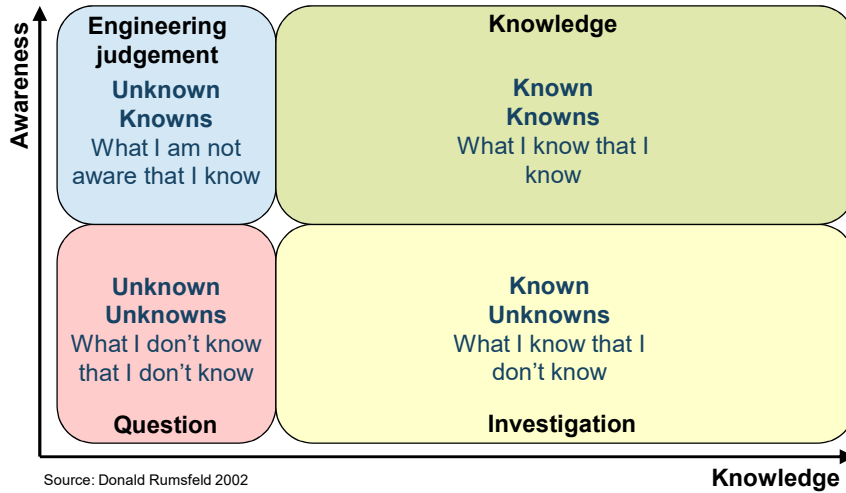 Awareness
Engineering
judgement
Unknown
Knowns
What I am not
aware that I know
Knowledge
Known
Knowns
What I know that I
know
Unknown
Unknowns
What I don’t know
that I don’t know
Question
Known
Unknowns
What I know that I
don’t know
Investigation
Source: Donald Rumsfeld 2002
Knowledge